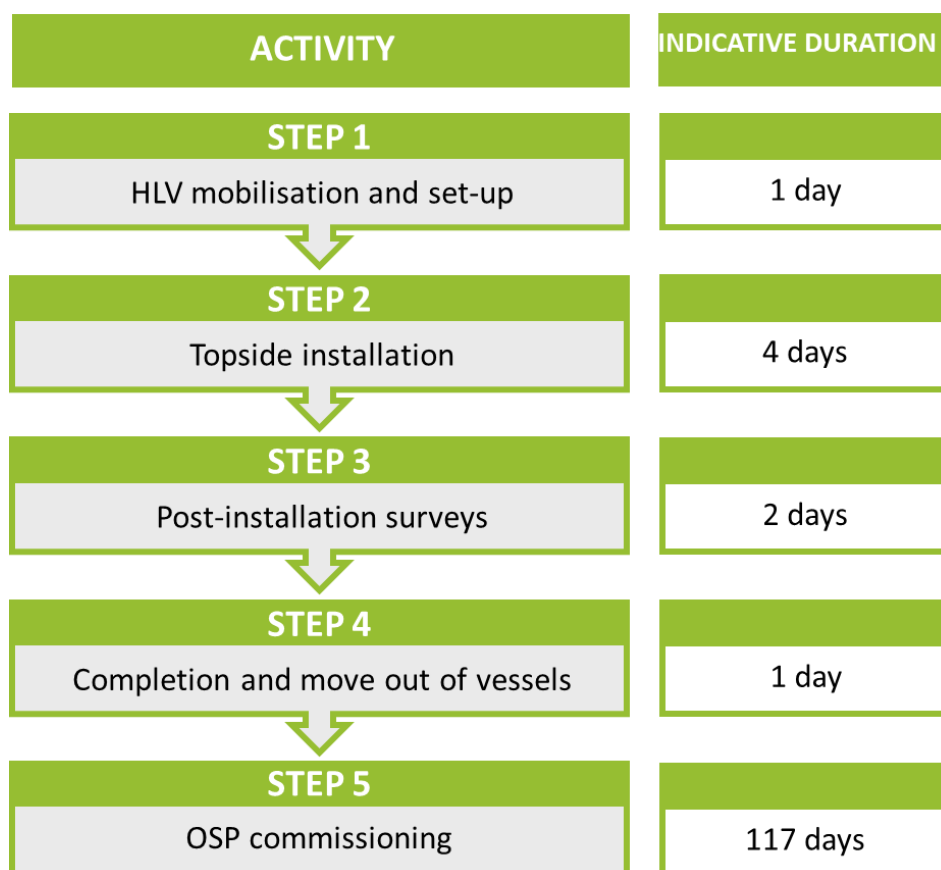 ACTIVITY
INDICATIVE DURATION
STEP 1
HLV mobilisation and set-up
1 day
STEP 2
Topside installation
4 days
STEP 3
Post-installation surveys
2 days
STEP 4
Completion and move out of vessels
1 day
STEP 5
OSP commissioning
117 days